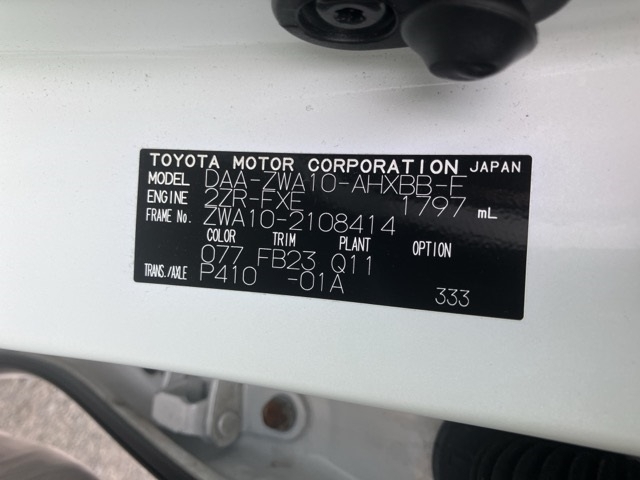 TOYOTA MOTOR CORPORATION JAPAN
MODEL DAA-ZWA10-AHXBB-F
ENGINE 2ZR-FXE 1797 mL
FRAME No. ZWA10-2108414
COLOR TRIM PLANT OPTION
077 FB23 Q11
TRANS./AXLE P410 -01A
333